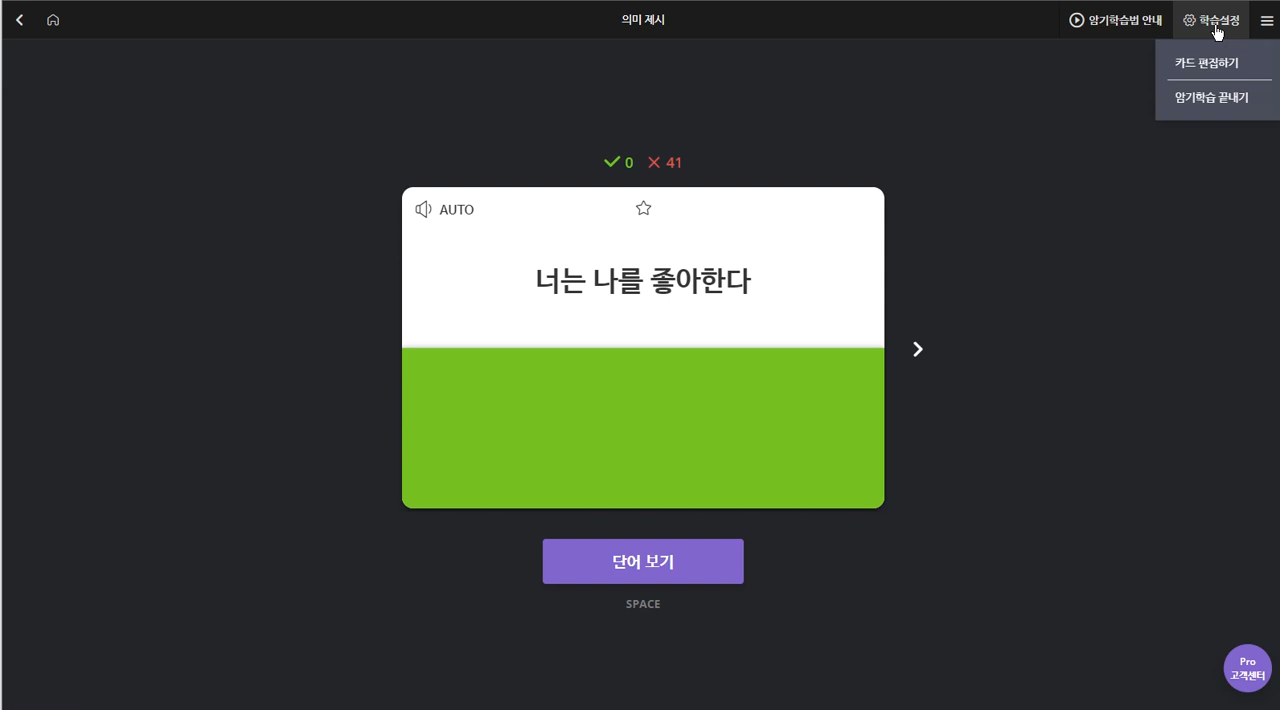 의미 제시
암기학습법 안내
학습설정
카드 편집하기
암기학습 끝내기
0 41
AUTO
너는 나를 좋아한다
단어 보기
SPACE
Pro
고객센터